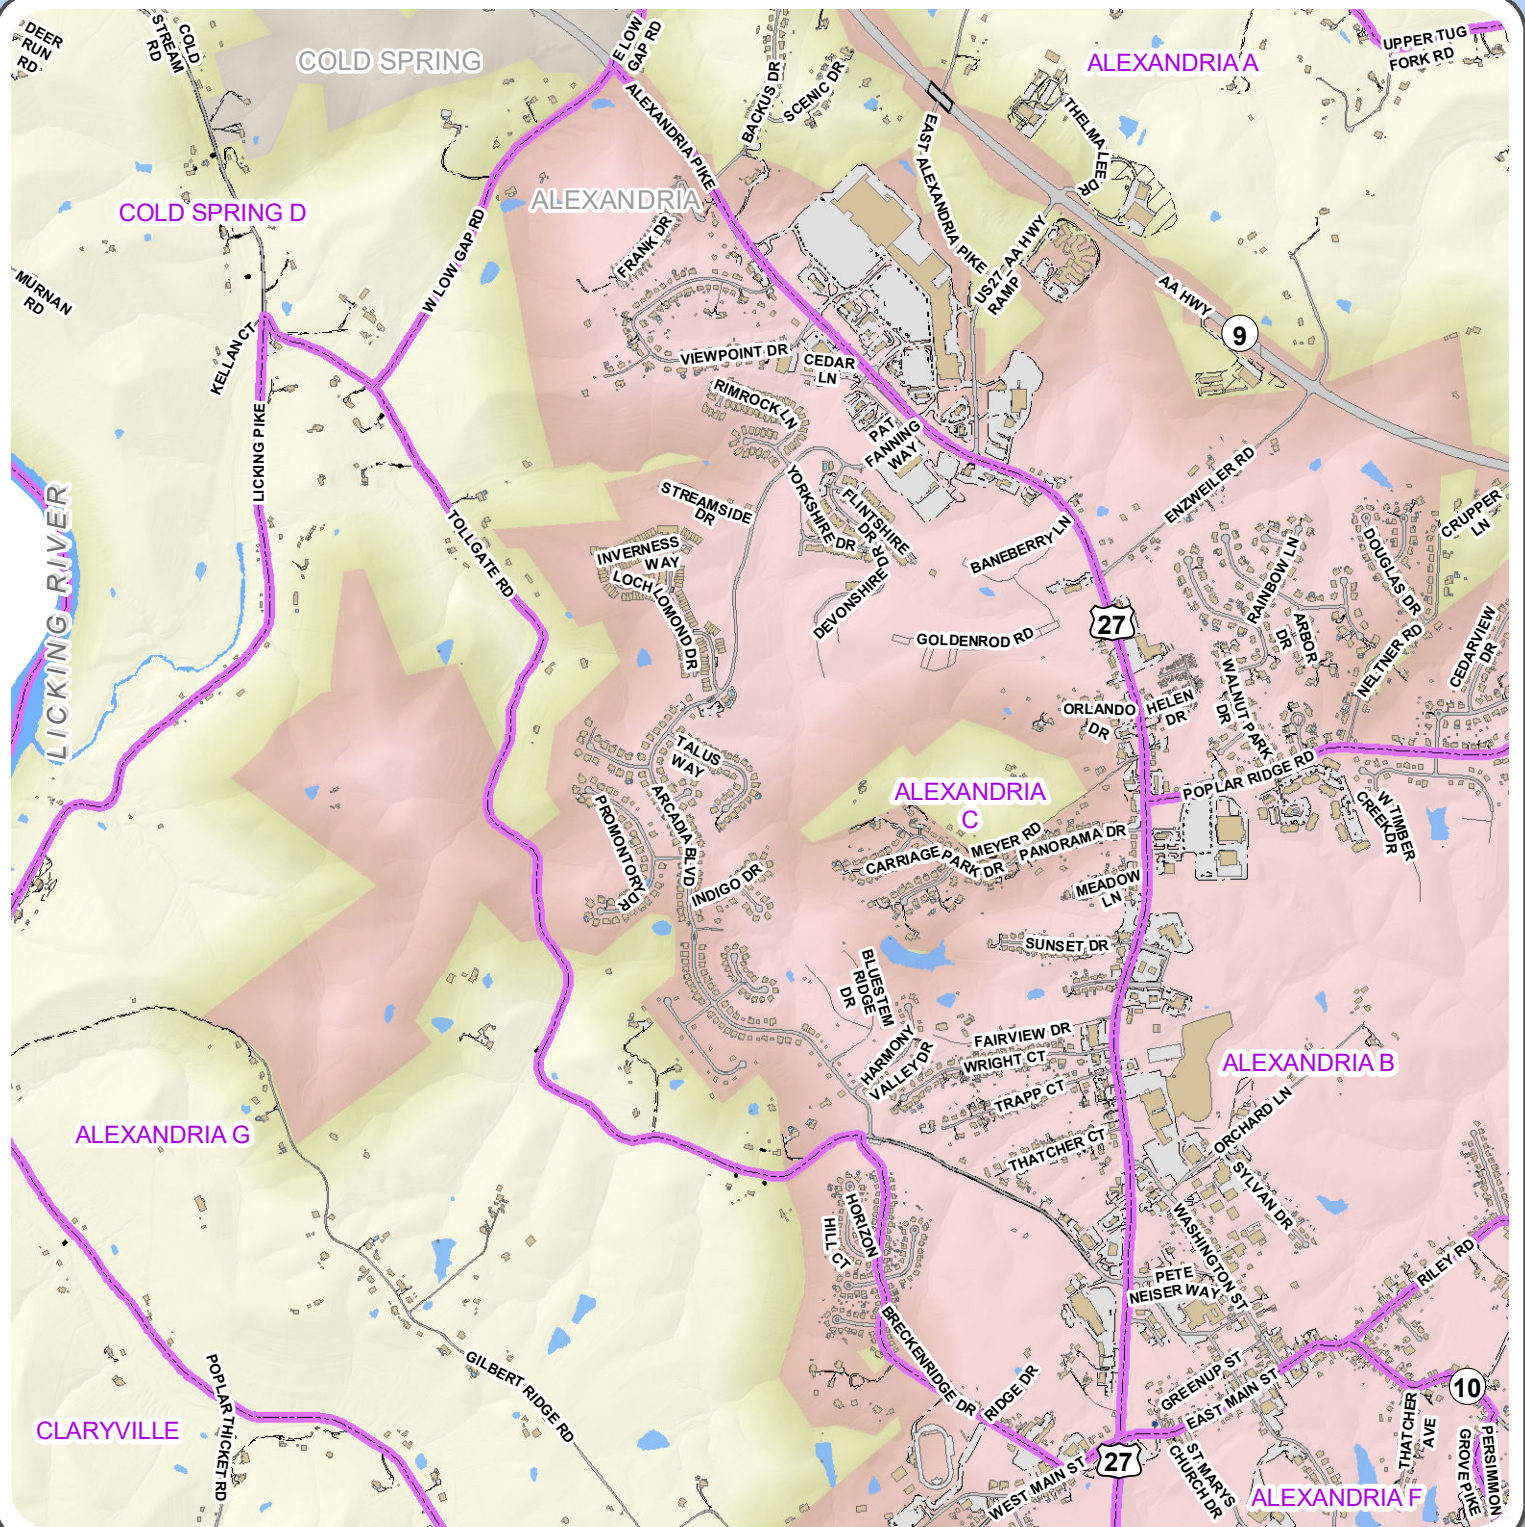 DEER
RUN
RD
COLD
STREAM
RD
COLD SPRING
E LOW
GAP RD
ALEXANDRIA A
UPPER TUG
FORK RD
BACKUS DR
SCENIC DR
ALEXANDRIA PIKE
EAST ALEXANDRIA PIKE
THELMA LEE
DR
COLD SPRING D
ALEXANDRIA
FRANK DR
W LOW GAP RD
US27-AA HWY
RAMP
AA HWY
9
MURNAN
RD
KELLAN CT
LICKING PIKE
VIEWPOINT DR
CEDAR
LN
RIMROCK LN
PAT
FANNING
WAY
LICKING RIVER
TOLLGATE RD
STREAMSIDE
DR
YORKSHIRE DR
FLINTSHIRE
DR
DEVONSHIRE
DR
INVERNESS
WAY
LOCH LOMOND DR
BANEBERRY LN
ENZWEILER RD
CRUPPER
LN
DOUGLAS DR
RAINBOW LN
ARBOR
DR
NELTNER RD
CEDARVIEW
DR
27
GOLDENROD RD
WALNUT PARK
DR
ORLANDO
DR
HELEN
DR
TALUS
WAY
ARCADIA BLVD
PROMONTORY DR
INDIGO DR
ALEXANDRIA
C
POPLAR RIDGE RD
W TIMBER
CREEK DR
CARRIAGE PARK DR
MEYER RD
PANORAMA DR
MEADOW
LN
SUNSET DR
BLUESTEM
RIDGE
DR
HARMONY
VALLEY DR
FAIRVIEW DR
WRIGHT CT
TRAPP CT
THATCHER CT
ALEXANDRIA B
ORCHARD LN
SYLVAN DR
WASHINGTON ST
ALEXANDRIA G
HORIZON
HILL CT
PETE
NEISER WAY
RILEY RD
BRECKENRIDGE DR
RIDGE DR
GREENUP ST
EAST MAIN ST
10
GILBERT RIDGE RD
POPLAR THICKET RD
CLARYVILLE
27
WEST MAIN ST
ST MARYS
CHURCH DR
THATCHER
AVE
PERSIMMON
GROVE PIKE
ALEXANDRIA F